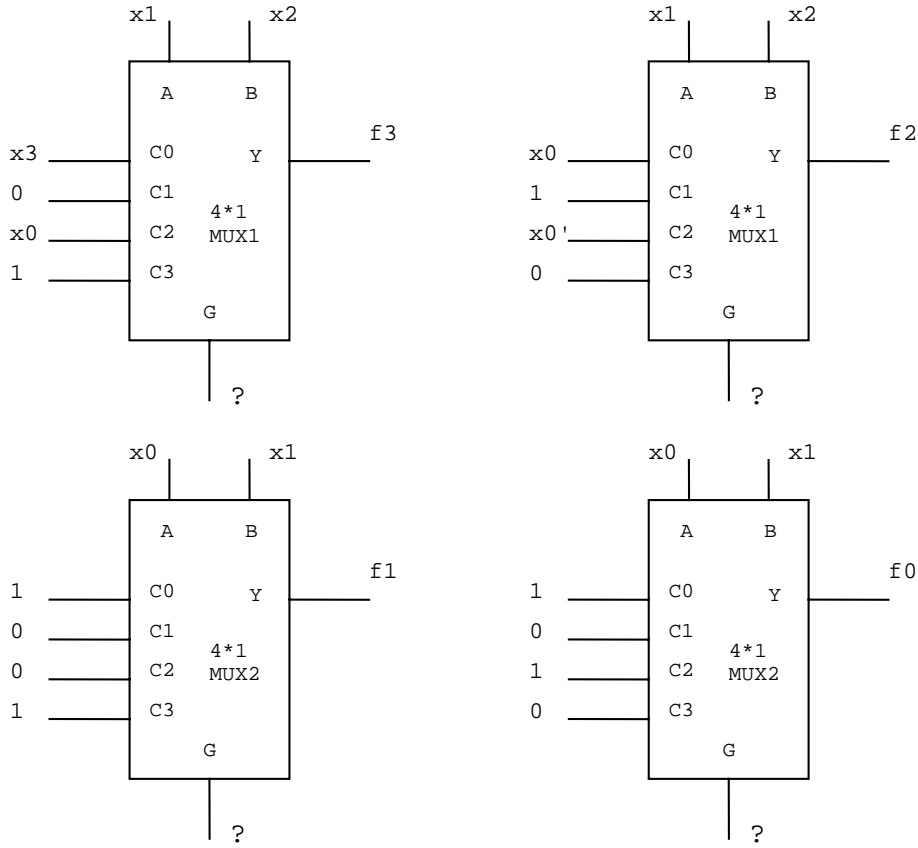 x1 x2
A B
f3
x3 C0 Y
0 C1
4*1
x0 C2 MUX1
1 C3
G
?
x1 x2
A B
f2
x0 C0 Y
1 C1
4*1
x0' C2 MUX1
0 C3
G
?
x0 x1
A B
f1
1 C0 Y
0 C1
4*1
0 C2 MUX2
1 C3
G
?
x0 x1
A B
f0
1 C0 Y
0 C1
4*1
1 C2 MUX2
0 C3
G
?